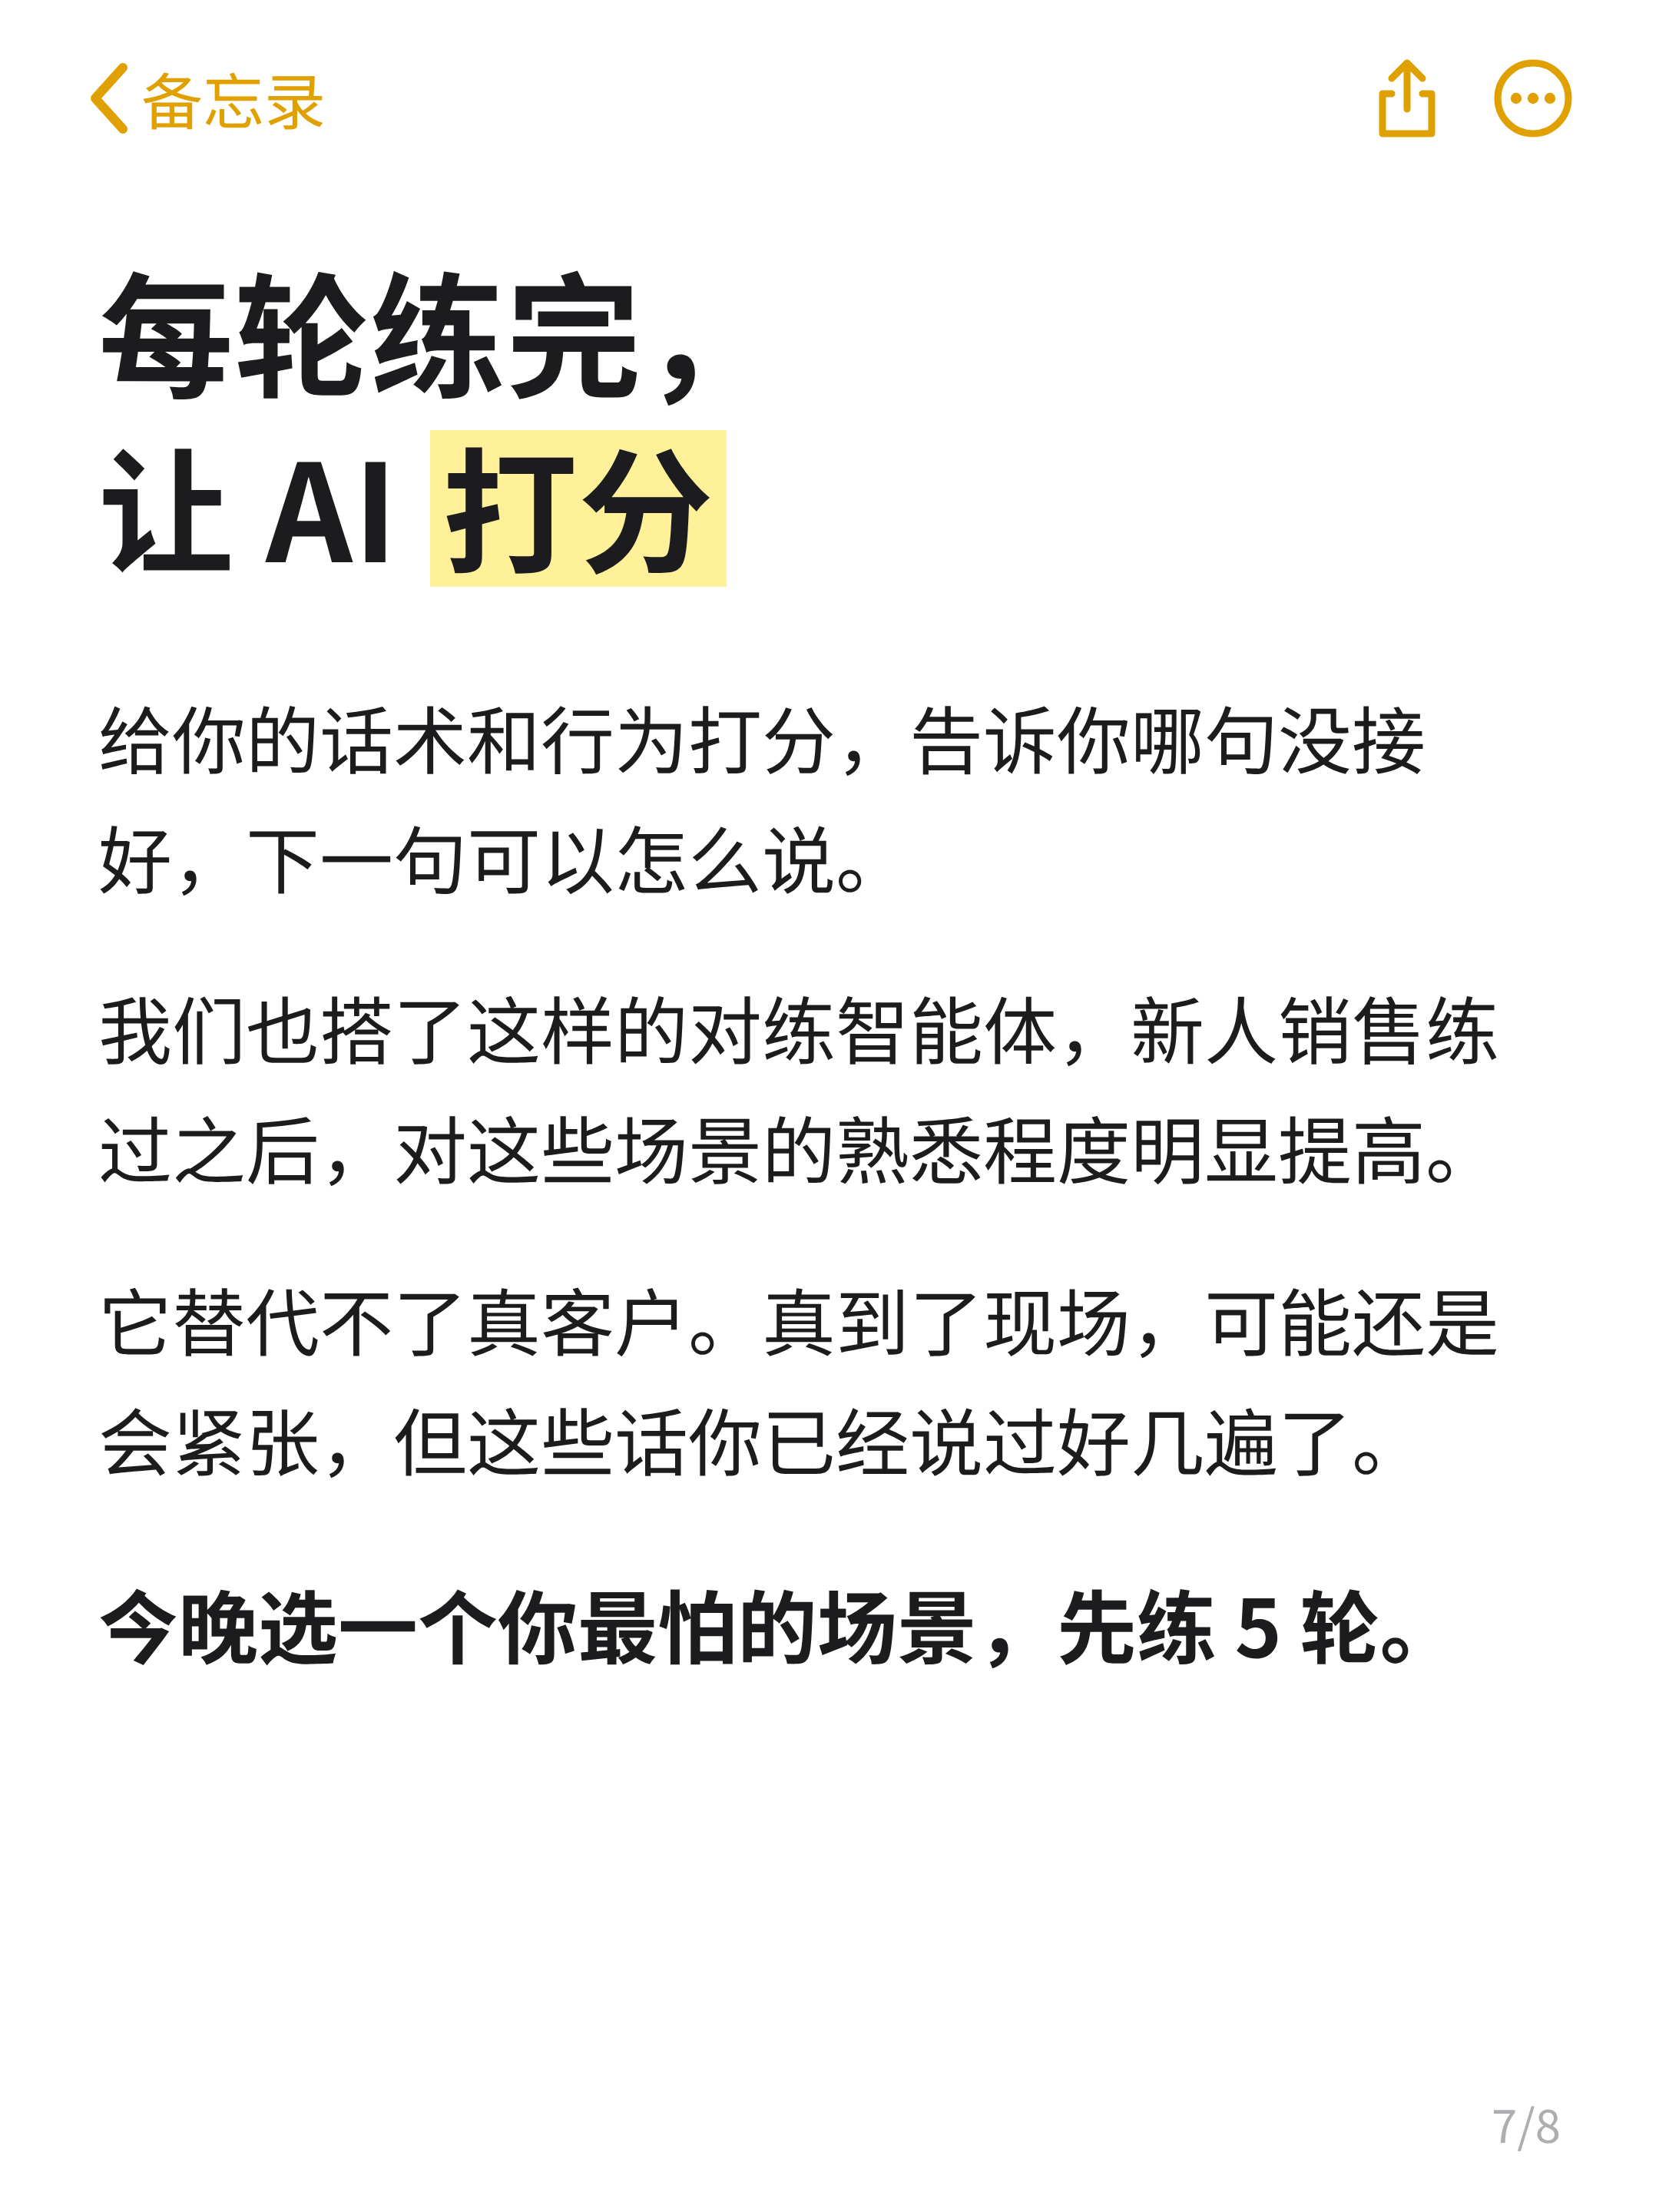 备忘录
每轮练完，
让 AI 打分
给你的话术和行为打分，告诉你哪句没接
好，下一句可以怎么说。
我们也搭了这样的对练智能体，新人销售练
过之后，对这些场景的熟悉程度明显提高。
它替代不了真客户。真到了现场，可能还是
会紧张，但这些话你已经说过好几遍了。
今晚选一个你最怕的场景，先练 5 轮。
7/8